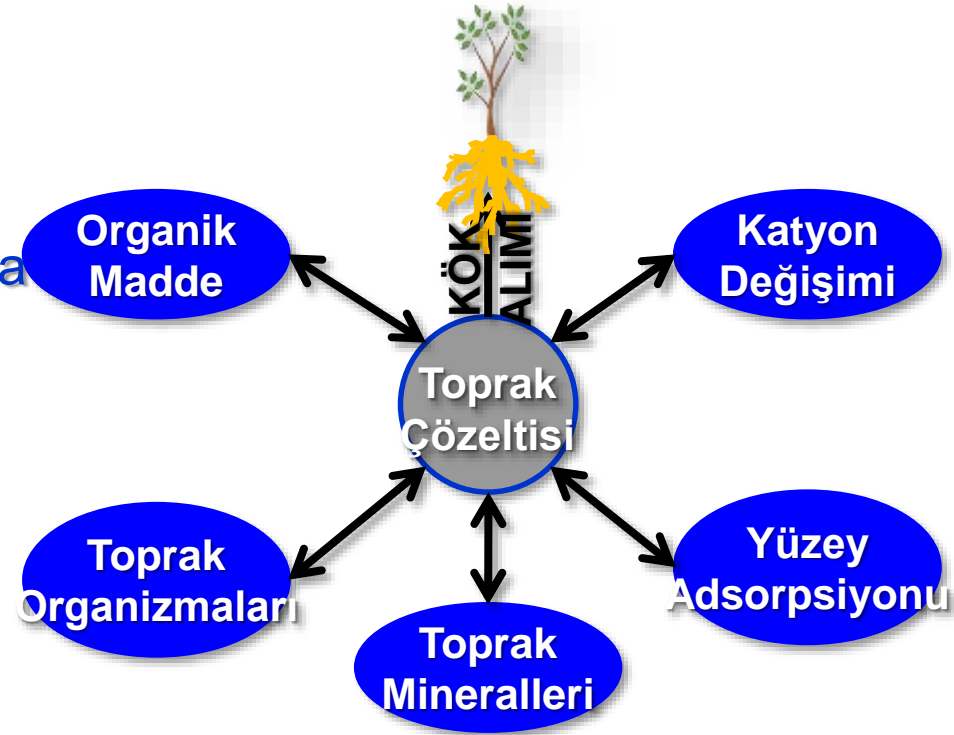 KÖK
ALIMI
Organik
Madde
a
Katyon
Değişimi
Toprak
Çözeltisi
Toprak
Organizmaları
Toprak
Mineralleri
Yüzey
Adsorpsiyonu